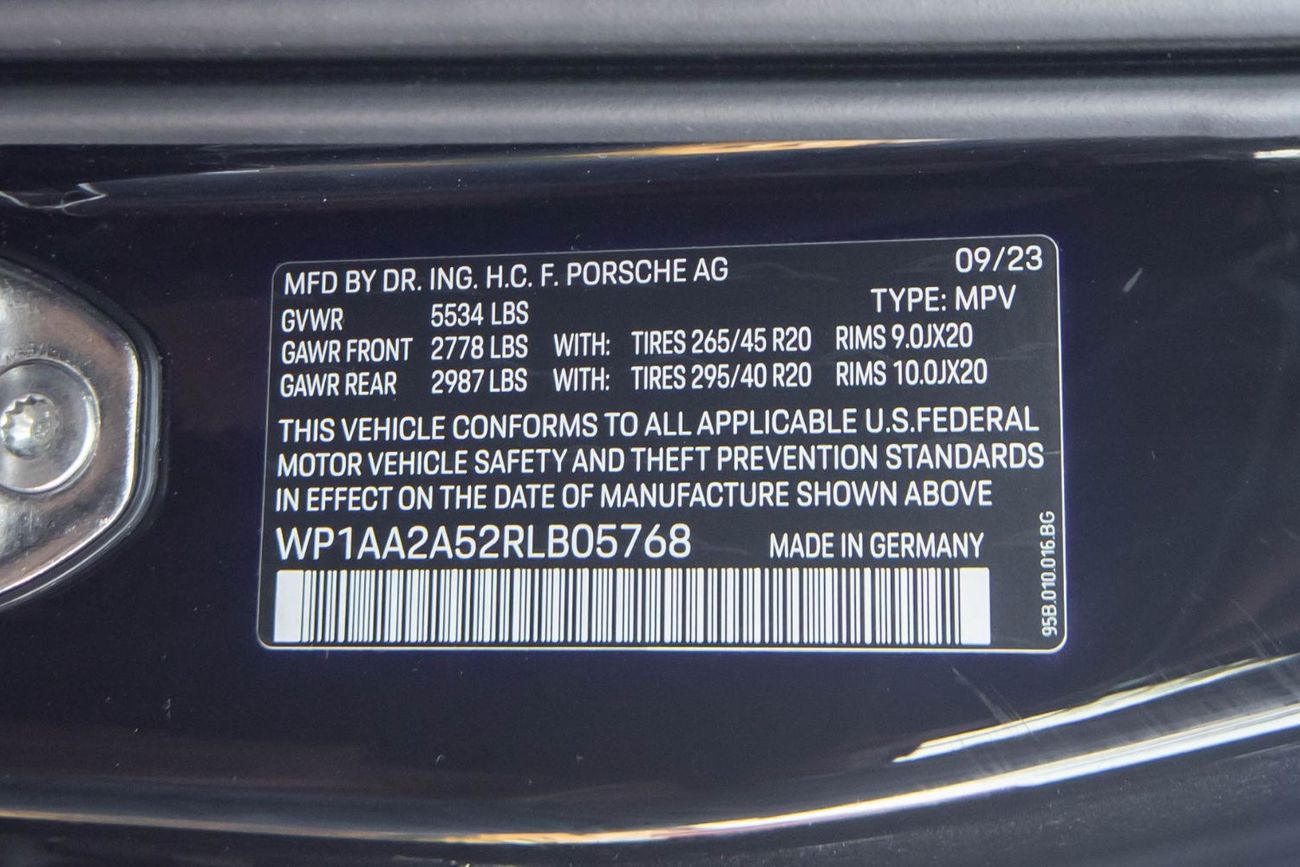 MFD BY DR. ING. H.C. F. PORSCHE AG 09/23
TYPE: MPV
GVWR 5534 LBS
GAWR FRONT 2778 LBS WITH: TIRES 265/45 R20 RIMS 9.0JX20
GAWR REAR 2987 LBS WITH: TIRES 295/40 R20 RIMS 10.0JX20
THIS VEHICLE CONFORMS TO ALL APPLICABLE U.S.FEDERAL
MOTOR VEHICLE SAFETY AND THEFT PREVENTION STANDARDS
IN EFFECT ON THE DATE OF MANUFACTURE SHOWN ABOVE
WP1AA2A52RLB05768 MADE IN GERMANY
95B.010.016.BG